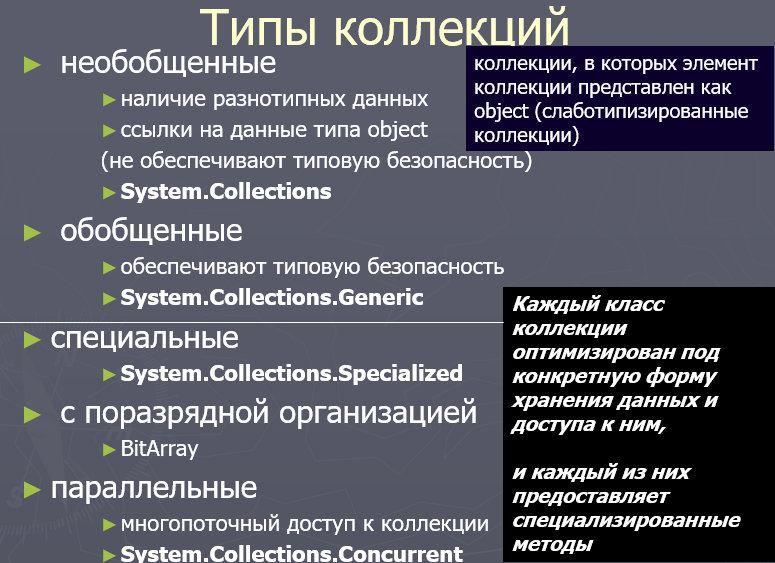 Типы коллекций
► необобщенные
►наличие разнотипных данных
►ссылки на данные типа object
(не обеспечивают типовую безопасность)
►System.Collections
коллекции, в которых элемент
коллекции представлен как
object (слаботипизированные
коллекции)
► обобщенные
►обеспечивают типовую безопасность
►System.Collections.Generic
►специальные
►System.Collections.Specialized
► с поразрядной организацией
►BitArray
►параллельные
►многопоточный доступ к коллекции
►System.Collections.Concurrent
Каждый класс
коллекции
оптимизирован под
конкретную форму
хранения данных и
доступа к ним,
и каждый из них
предоставляет
специализированные
методы